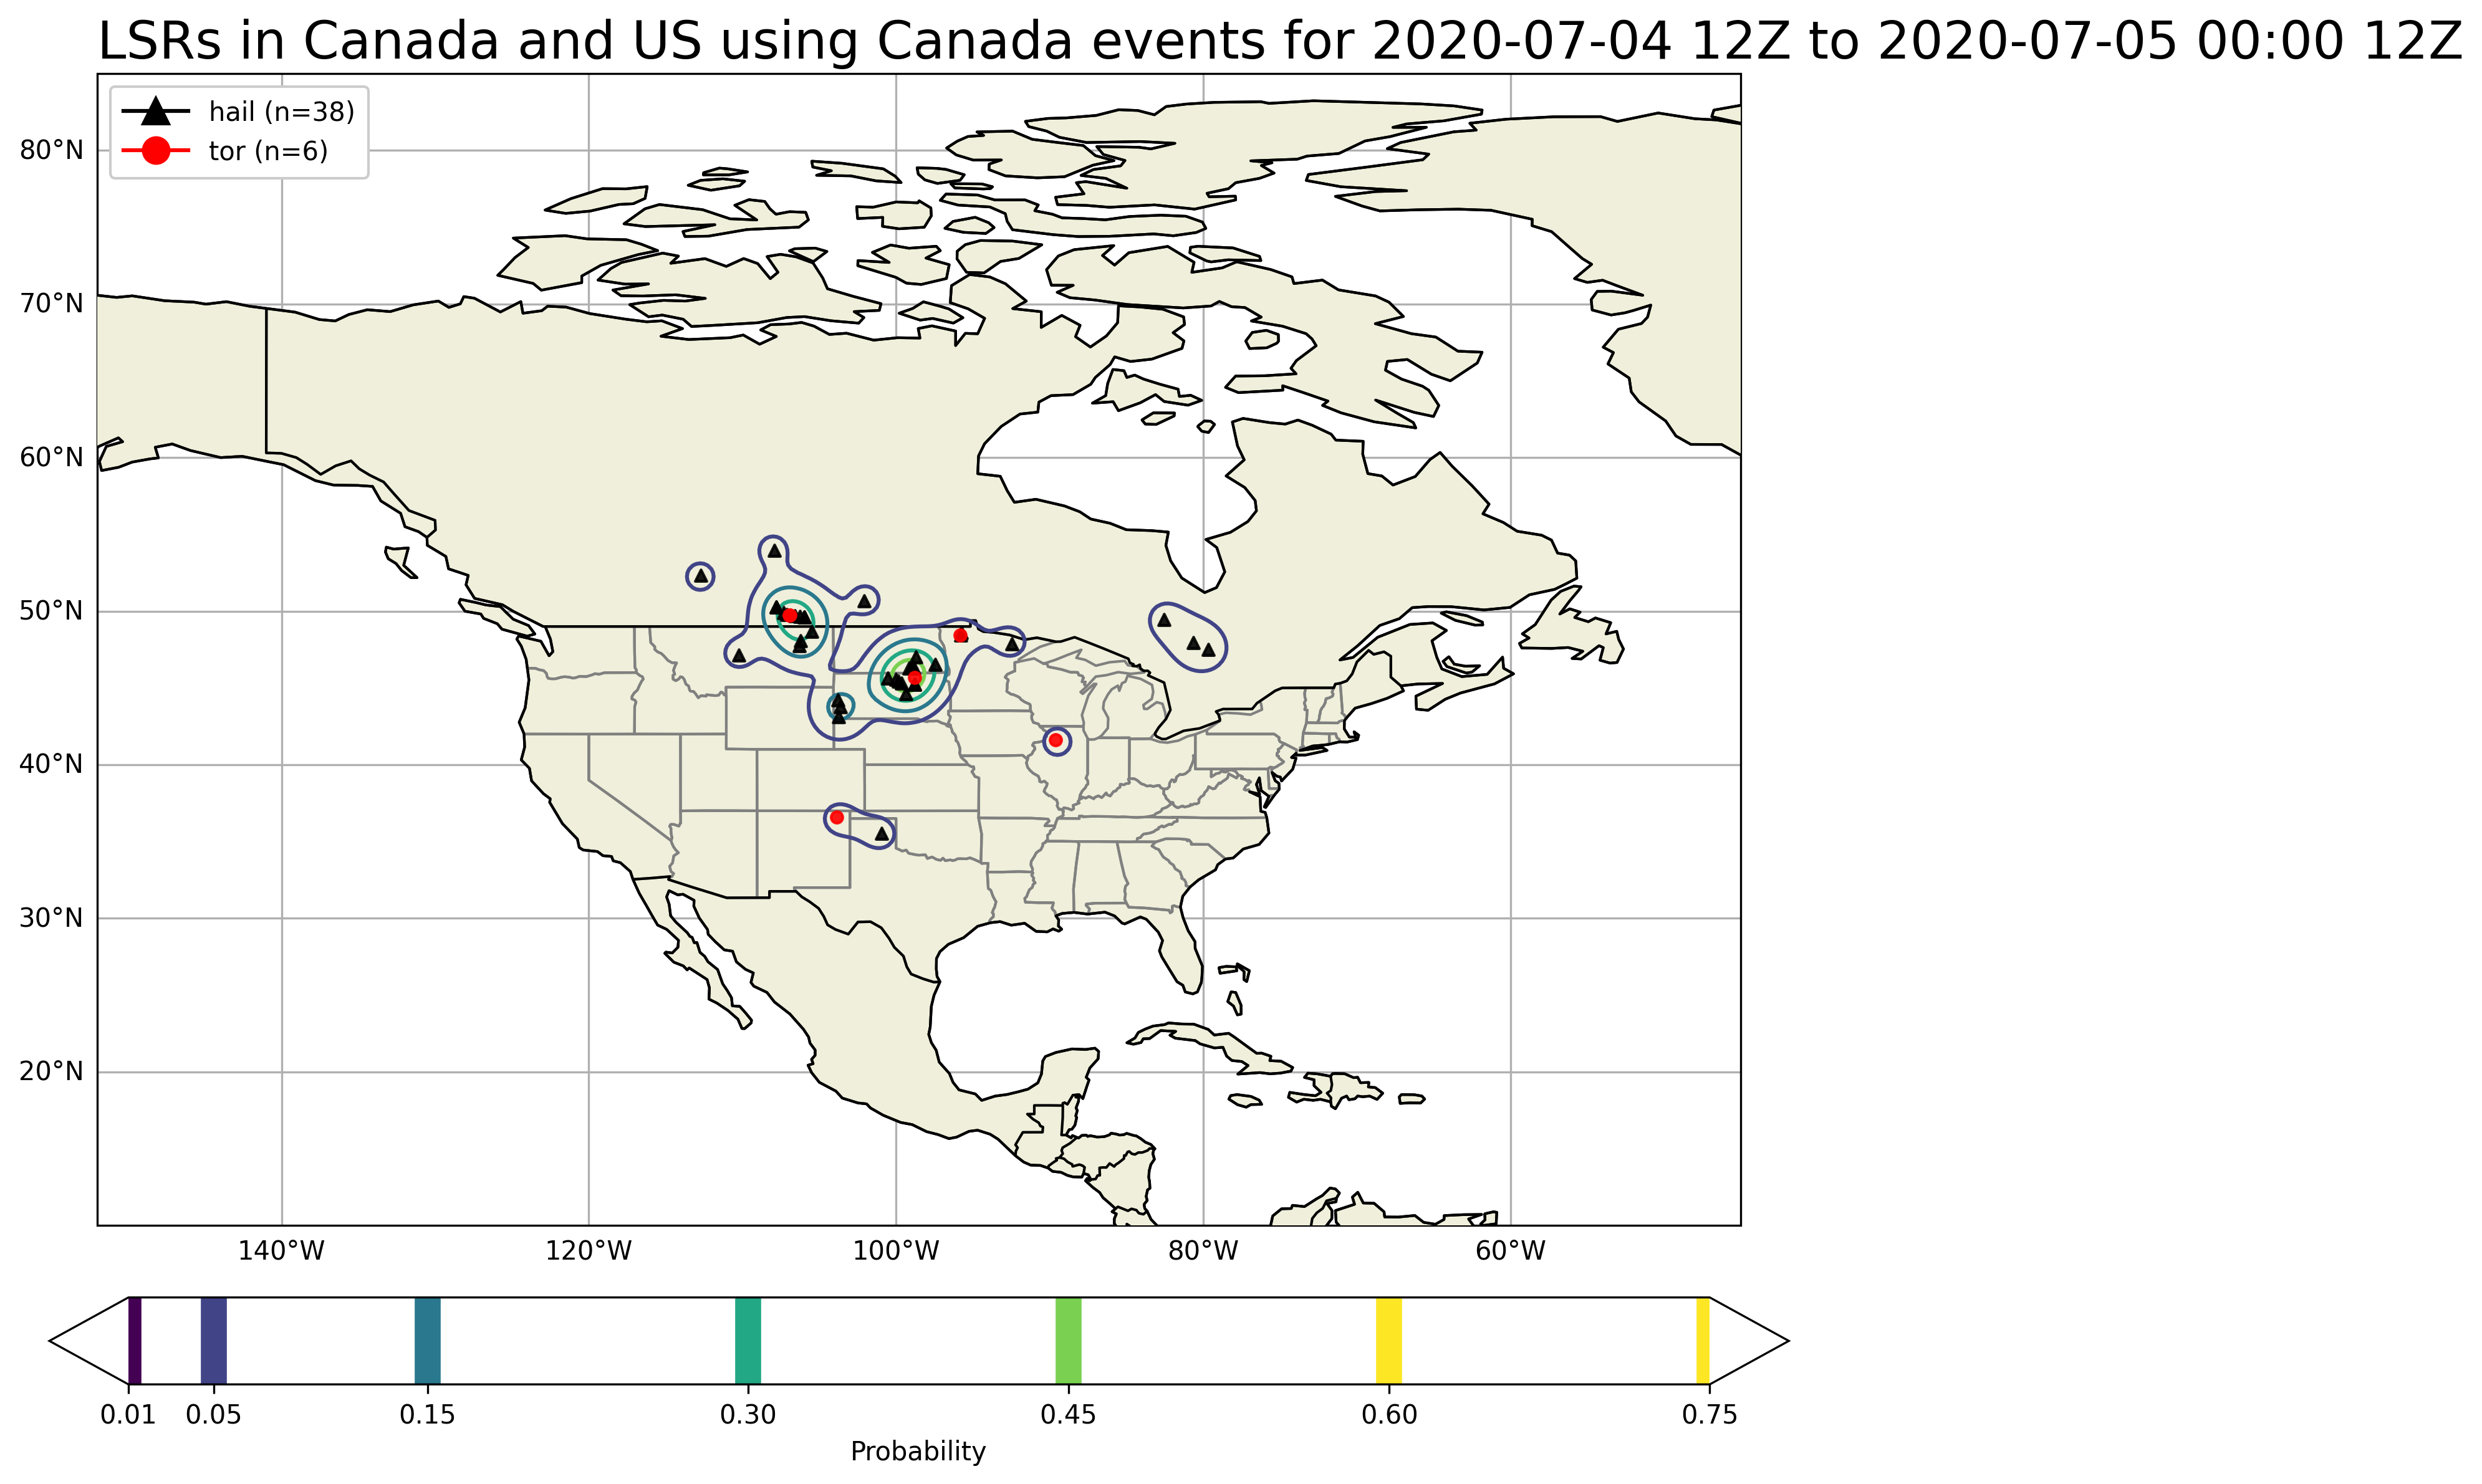 LSRs in Canada and US using Canada events for 2020-07-04 12Z to 2020-07-05 00:00 12Z
hail (n=38)
tor (n=6)
80°N
70°N
60°N
50°N
40°N
30°N
20°N
140°W 120°W 100°W 80°W 60°W
0.01 0.05 0.15 0.30 0.45 0.60 0.75
Probability